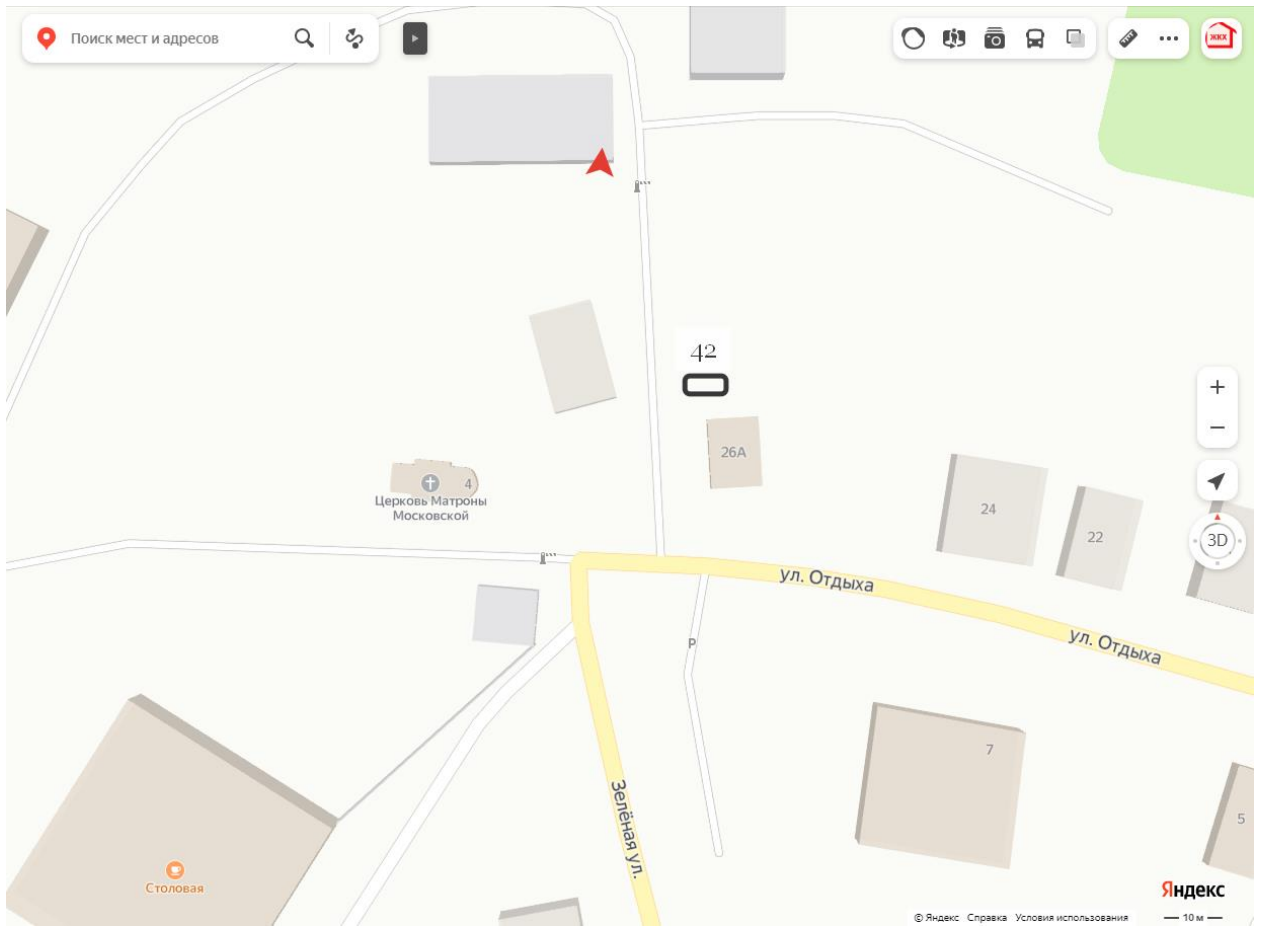 Поиск мест и адресов
ЖКХ
42
26А
4
Церковь Матроны
Московской
24
22
3D
ул. Отдыха
ул. Отдыха
P
7
Зелёная ул.
5
Столовая
Яндекс
© Яндекс Справка Условия использования
10 м